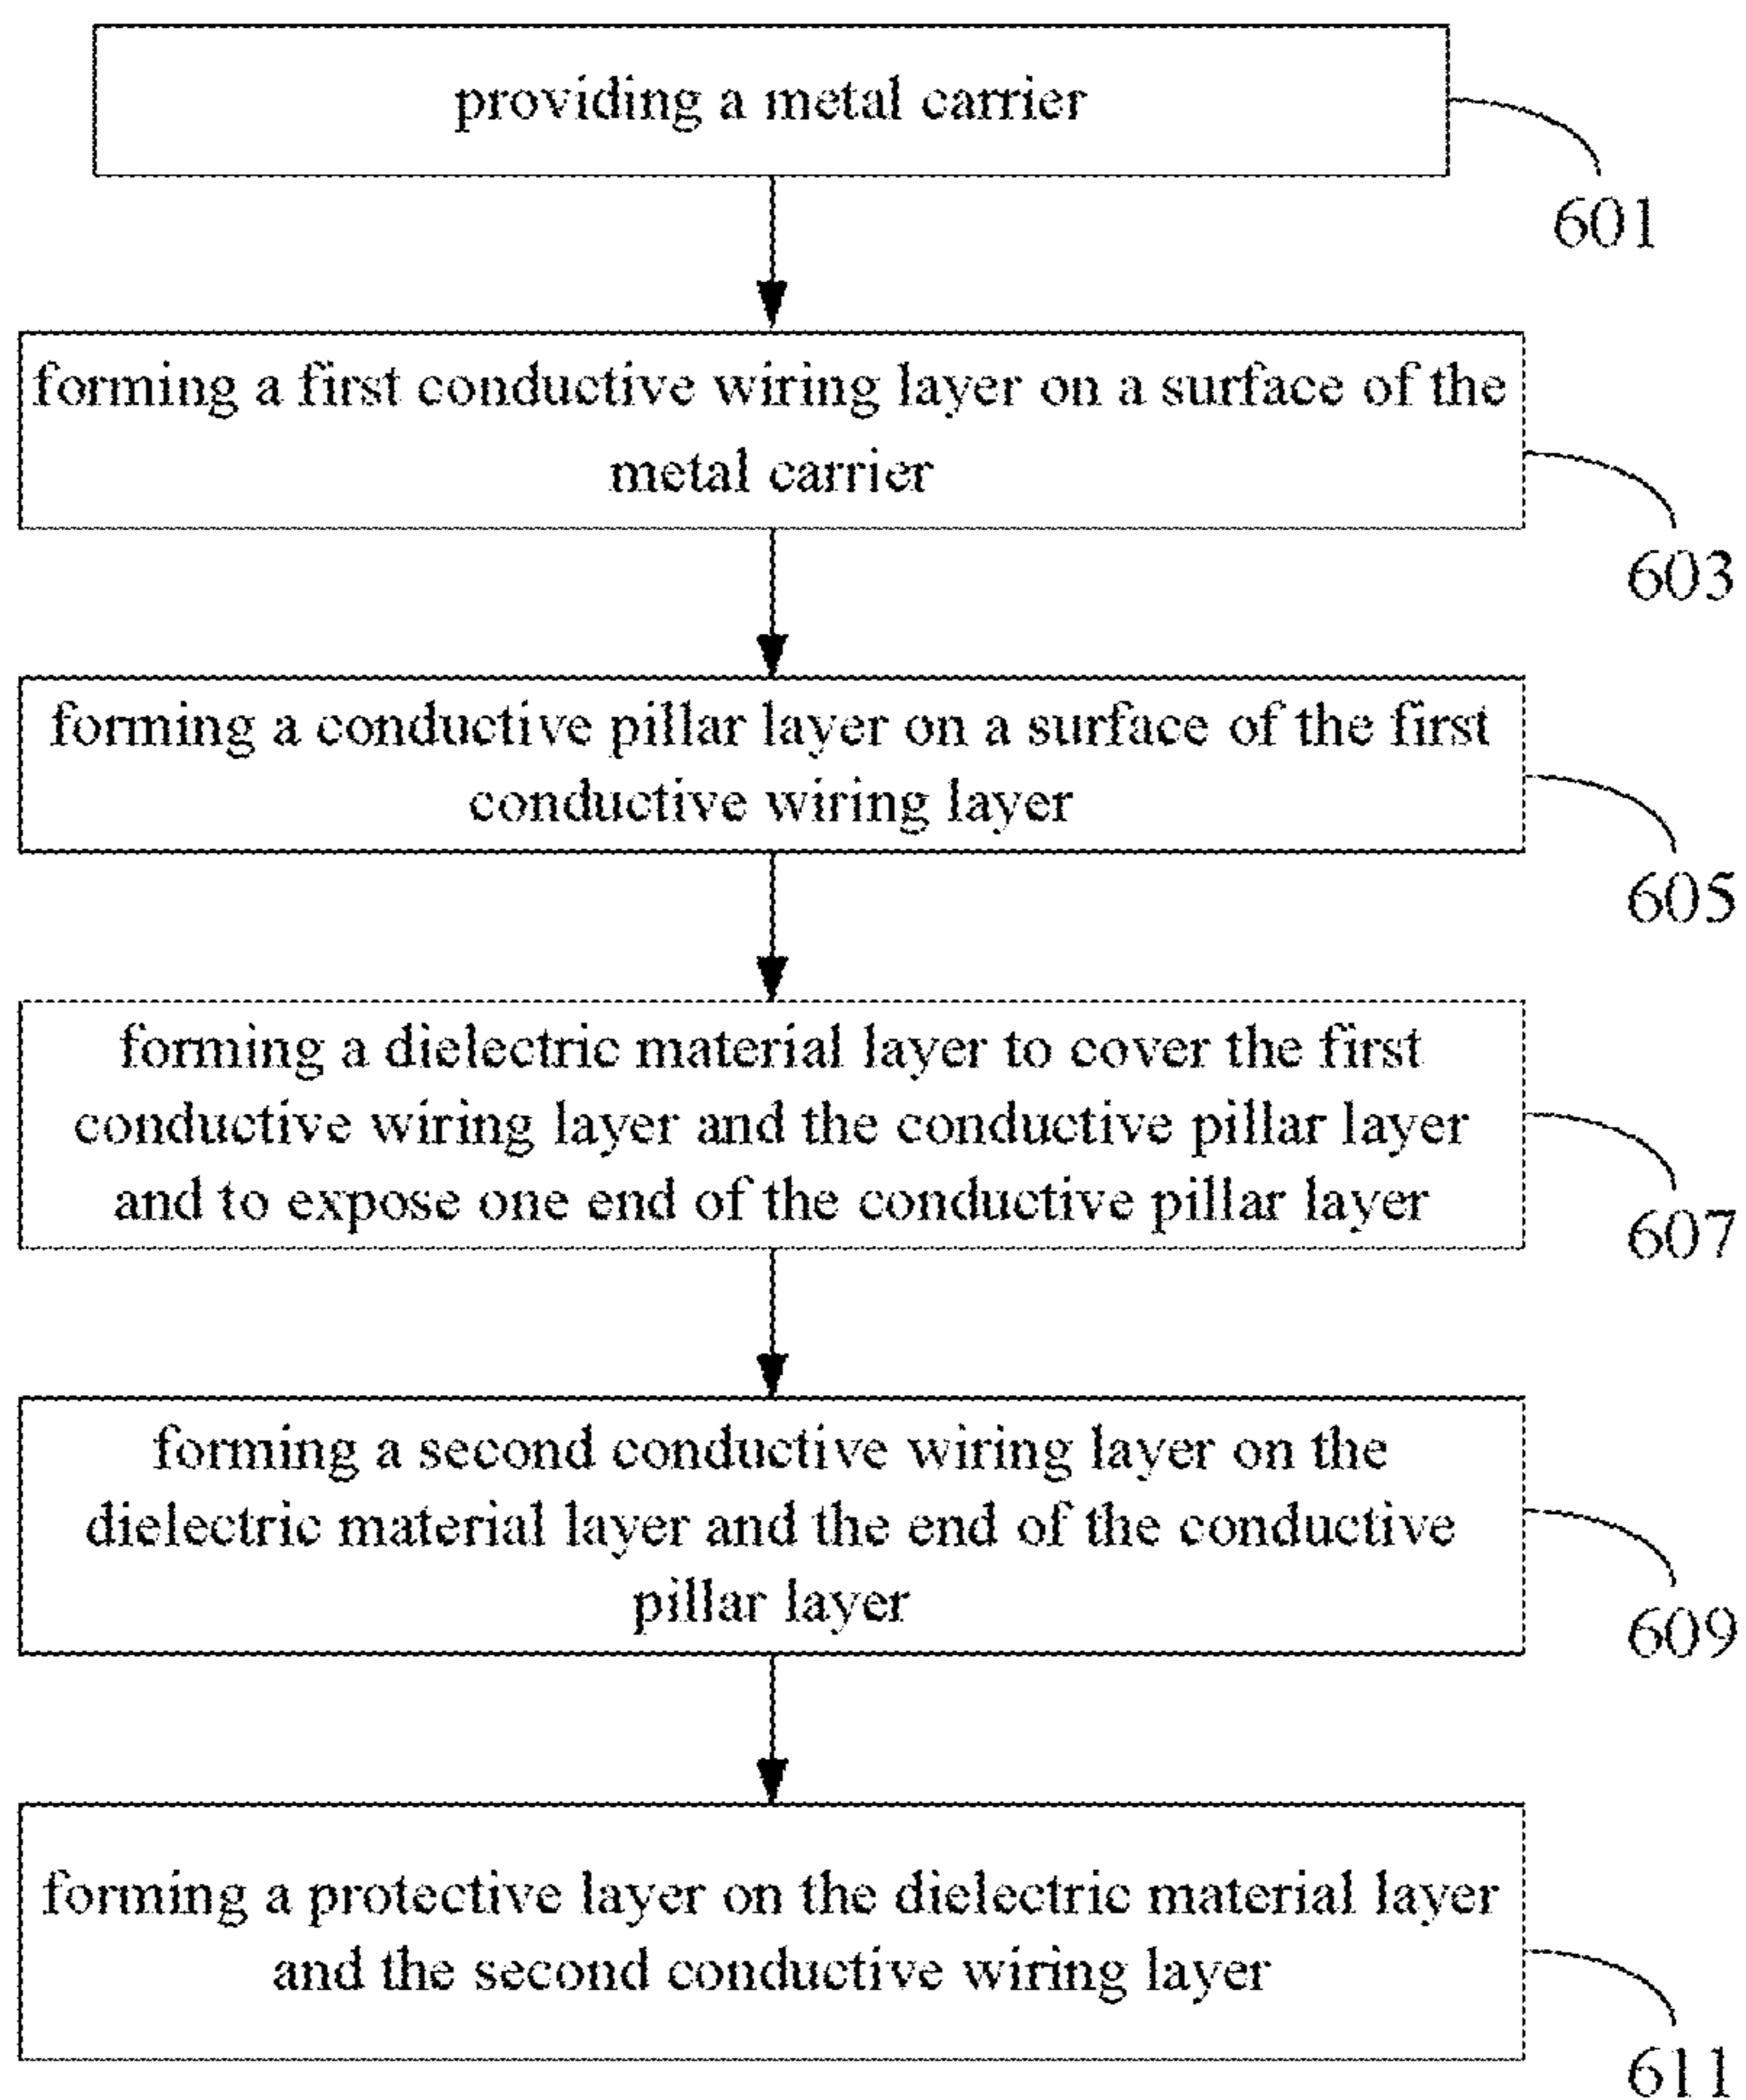 providing a metal carrier
601
forming a first conductive wiring layer on a surface of the
metal carrier
603
forming a conductive pillar layer on a surface of the first
conductive wiring layer
605
forming a dielectric material layer to cover the first
conductive wiring layer and the conductive pillar layer
and to expose one end of the conductive pillar layer
607
forming a second conductive wiring layer on the
dielectric material layer and the end of the conductive
pillar layer
609
forming a protective layer on the dielectric material layer
and the second conductive wiring layer
611